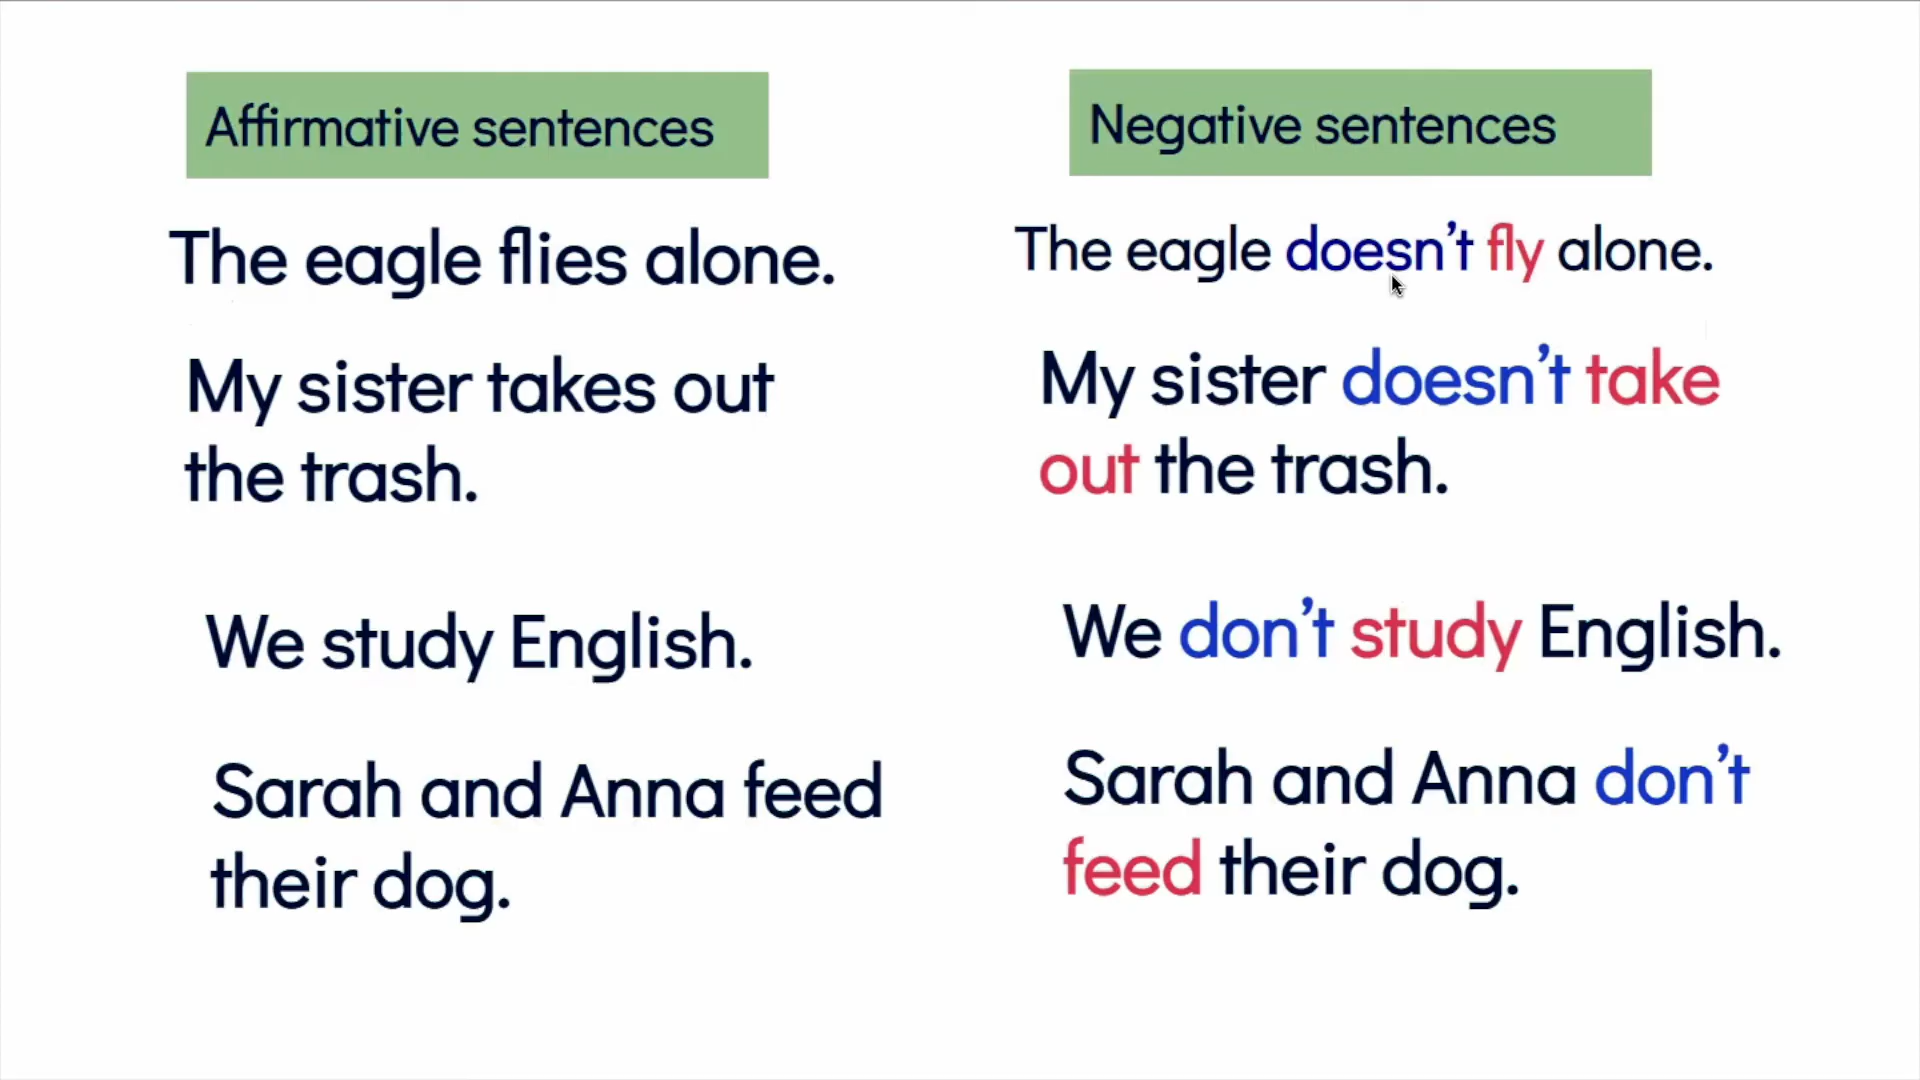 Affirmative sentences
The eagle flies alone.
My sister takes out
the trash.
We study English.
Sarah and Anna feed
their dog.
Negative sentences
The eagle doesn’t fly alone.
My sister doesn’t take
out the trash.
We don’t study English.
Sarah and Anna don’t
feed their dog.